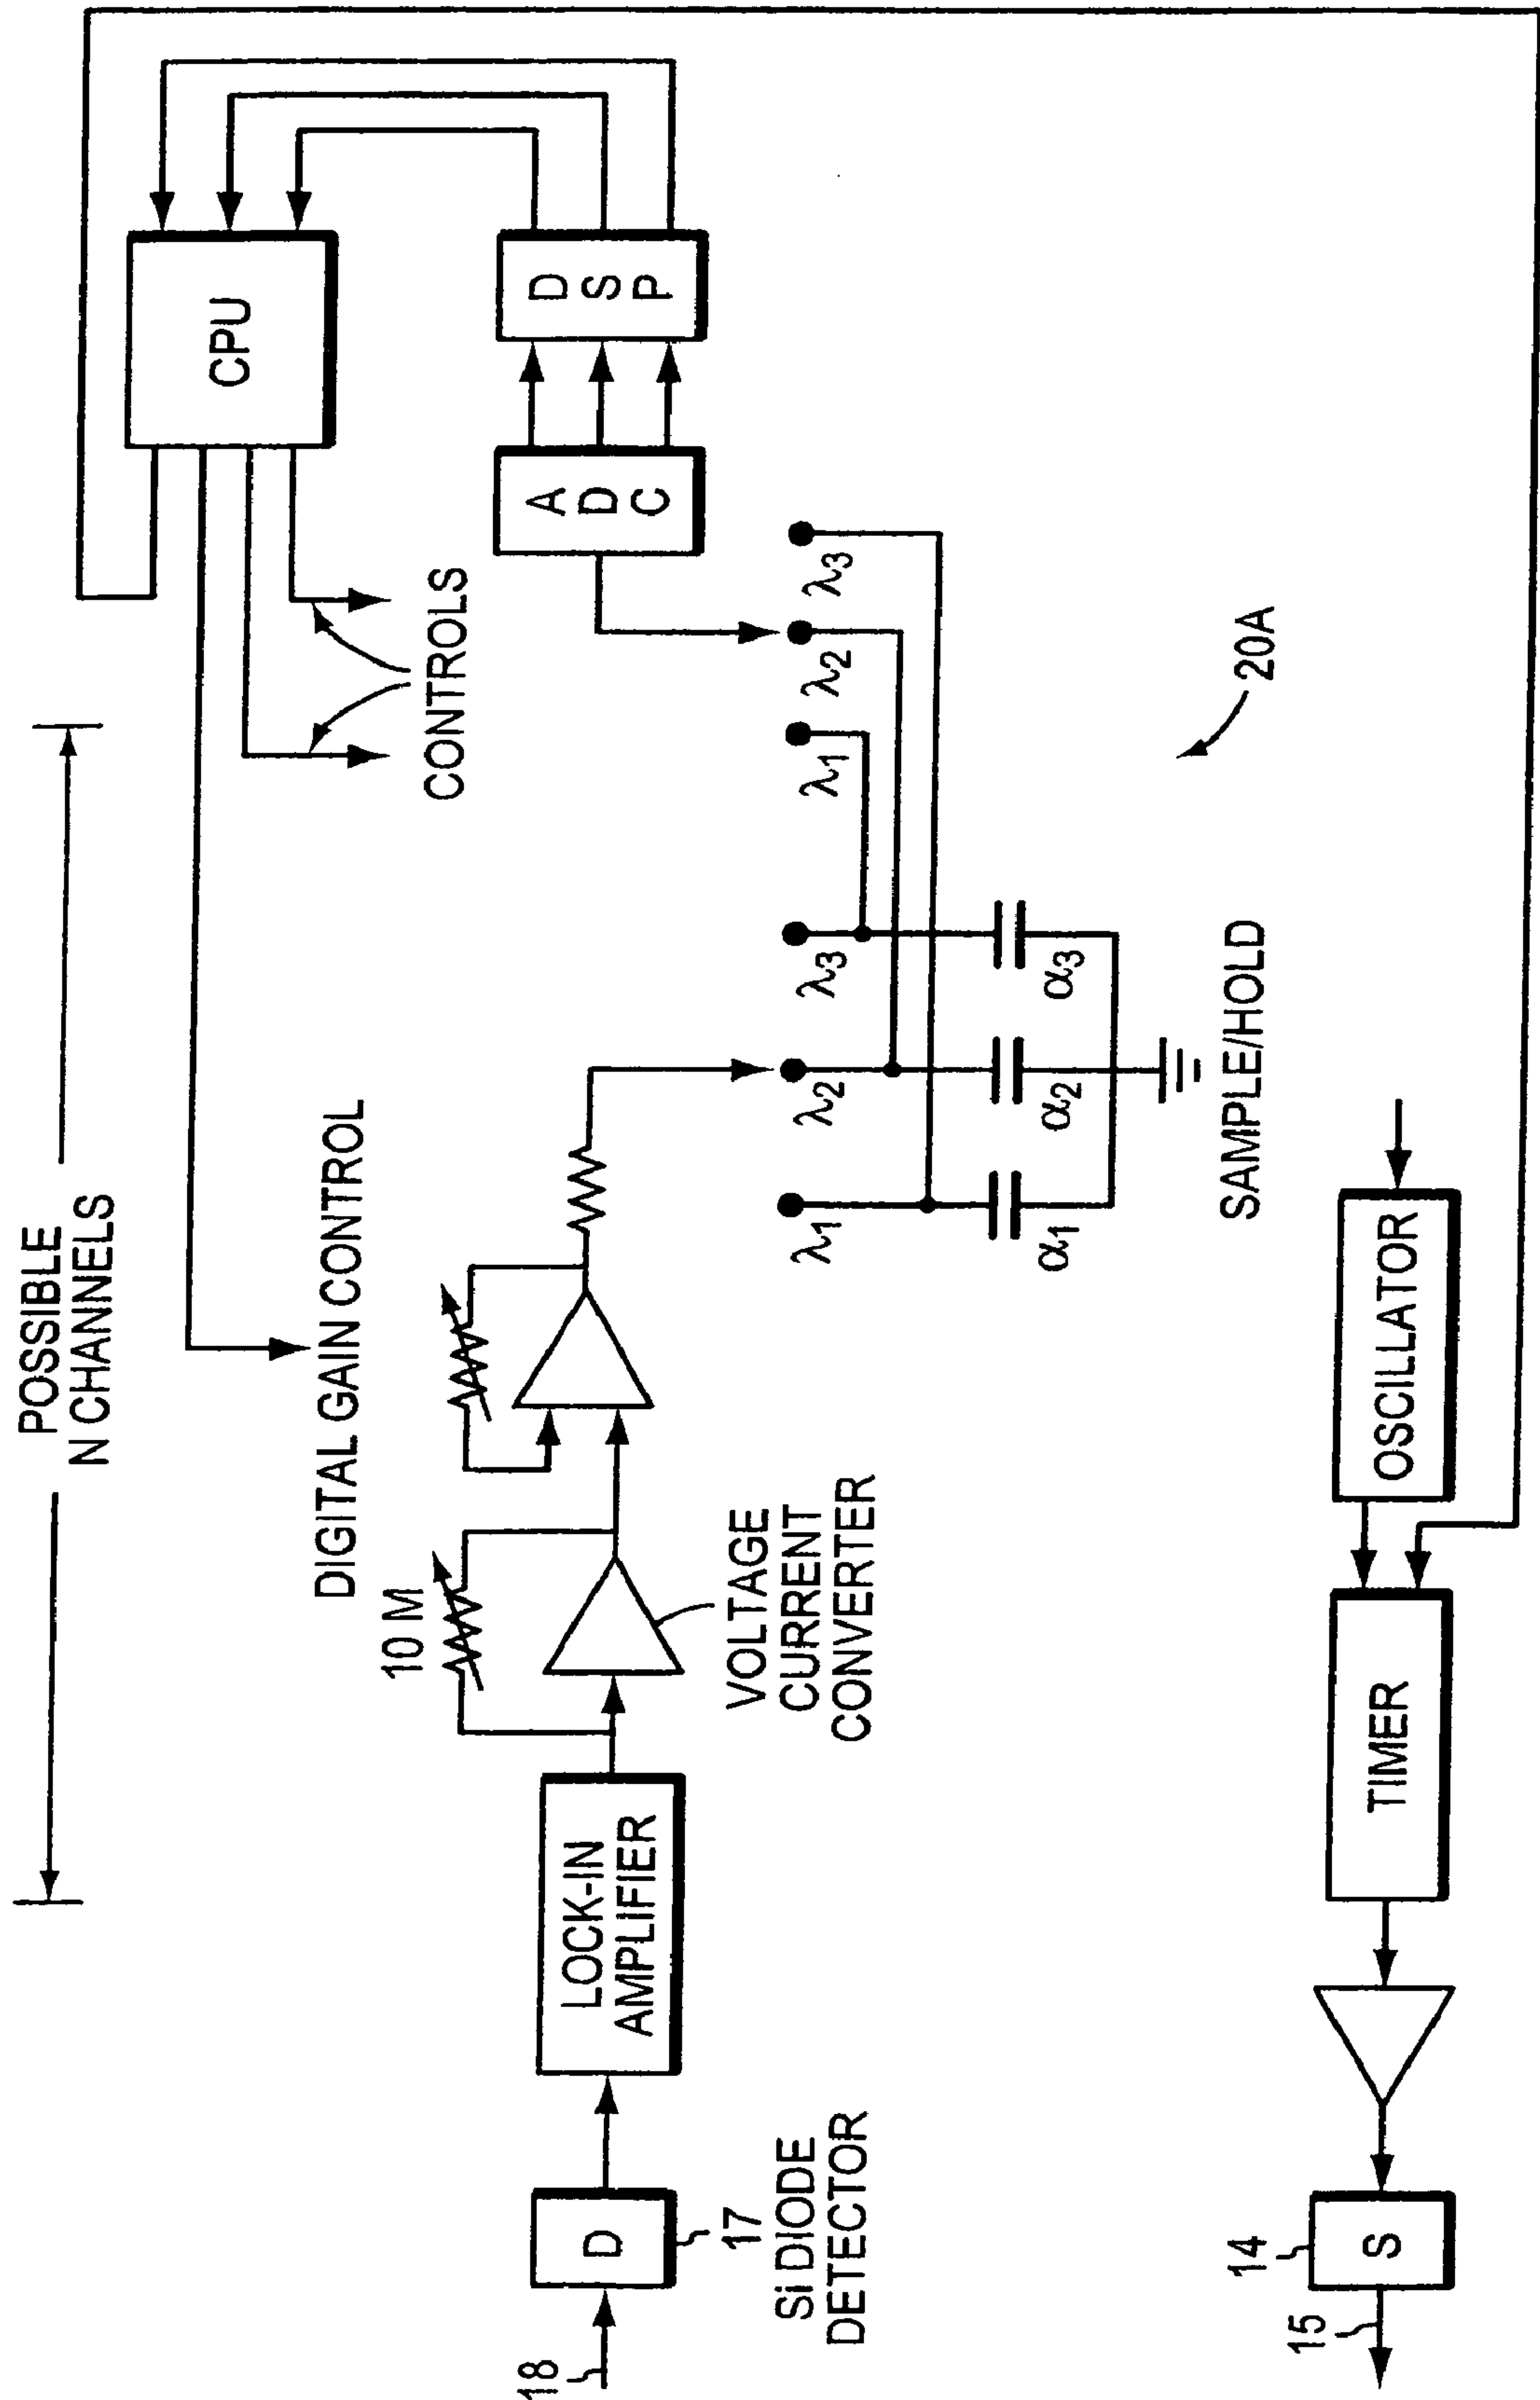 POSSIBLE
N CHANNELS
CPU
D
S
P
A
D
C
CONTROLS
DIGITAL GAIN CONTROL
10 M
VOLTAGE
CURRENT
CONVERTER
LOCK-IN
AMPLIFIER
D
18
17
Si DIODE
DETECTOR
λ1
λ2
λ3
λ1
λ2
λ3
α1
α2
α3
SAMPLE/HOLD
20A
OSCILLATOR
TIMER
S
14
15